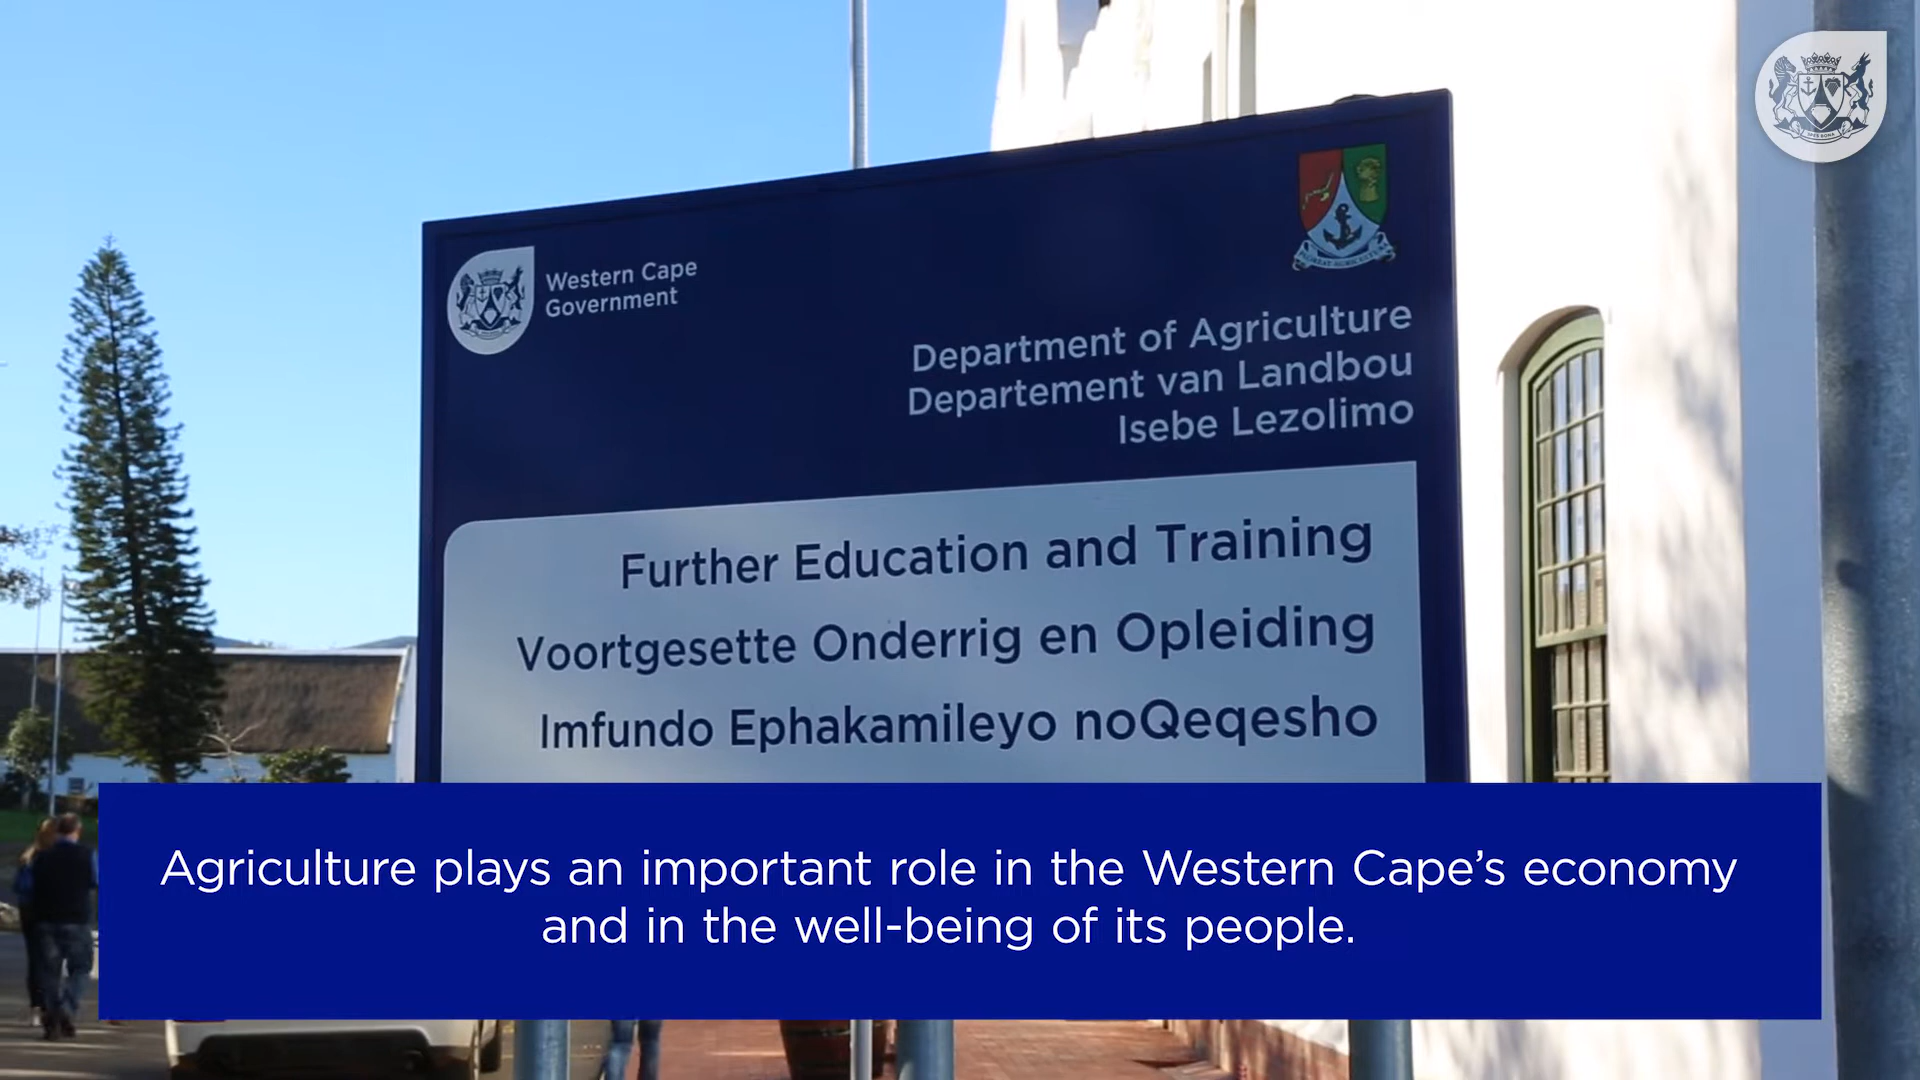 Western Cape
Government
Department of Agriculture
Departement van Landbou
Isebe Lezolimo
Further Education and Training
Voortgesette Onderrig en Opleiding
Imfundo Ephakamileyo noQeqesho
Agriculture plays an important role in the Western Cape's economy
and in the well-being of its people.